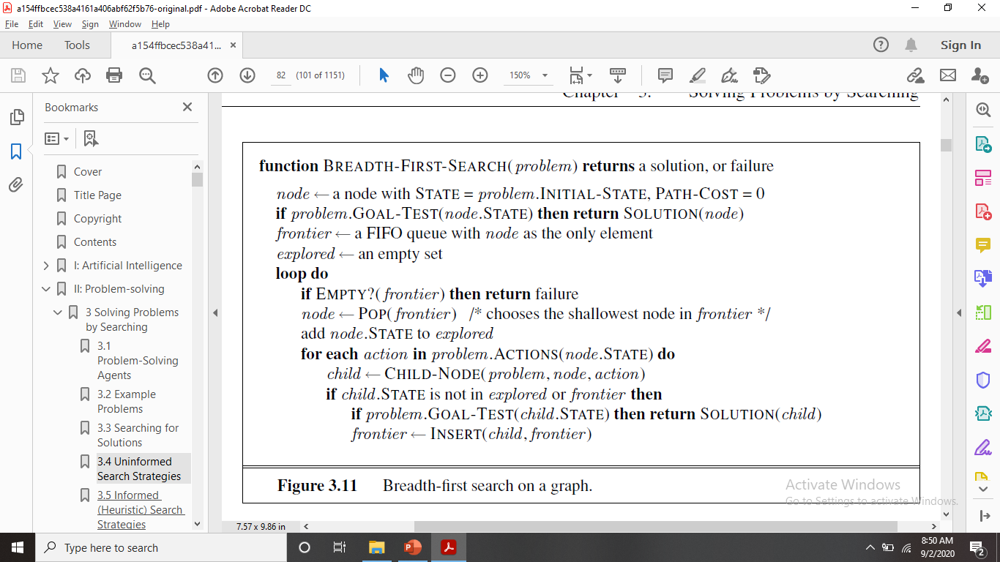 a154ffbcec538a4161a406abf62f5b76-original.pdf - Adobe Acrobat Reader DC
File Edit View Sign Window Help
Home Tools a154ffbcec538a41... × Sign In
82 (101 of 1151) 150%
Bookmarks
Cover
Title Page
Copyright
Contents
I: Artificial Intelligence
II: Problem-solving
3 Solving Problems
by Searching
3.1
Problem-Solving
Agents
3.2 Example
Problems
3.3 Searching for
Solutions
3.4 Uninformed
Search Strategies
3.5 Informed
(Heuristic) Search
Strategies
Chapter 3. Solving Problems by Searching
function BREADTH-FIRST-SEARCH(problem) returns a solution, or failure
node ← a node with STATE = problem.INITIAL-STATE, PATH-COST = 0
if problem.GOAL-TEST(node.STATE) then return SOLUTION(node)
frontier ← a FIFO queue with node as the only element
explored ← an empty set
loop do
if EMPTY?(frontier) then return failure
node ← POP(frontier) /* chooses the shallowest node in frontier */
add node.STATE to explored
for each action in problem.ACTIONS(node.STATE) do
child ← CHILD-NODE(problem, node, action)
if child.STATE is not in explored or frontier then
if problem.GOAL-TEST(child.STATE) then return SOLUTION(child)
frontier ← INSERT(child, frontier)
Figure 3.11 Breadth-first search on a graph.
Activate Windows
Go to Settings to activate Windows.
7.57 x 9.86 in
Type here to search
8:50 AM
9/2/2020
2